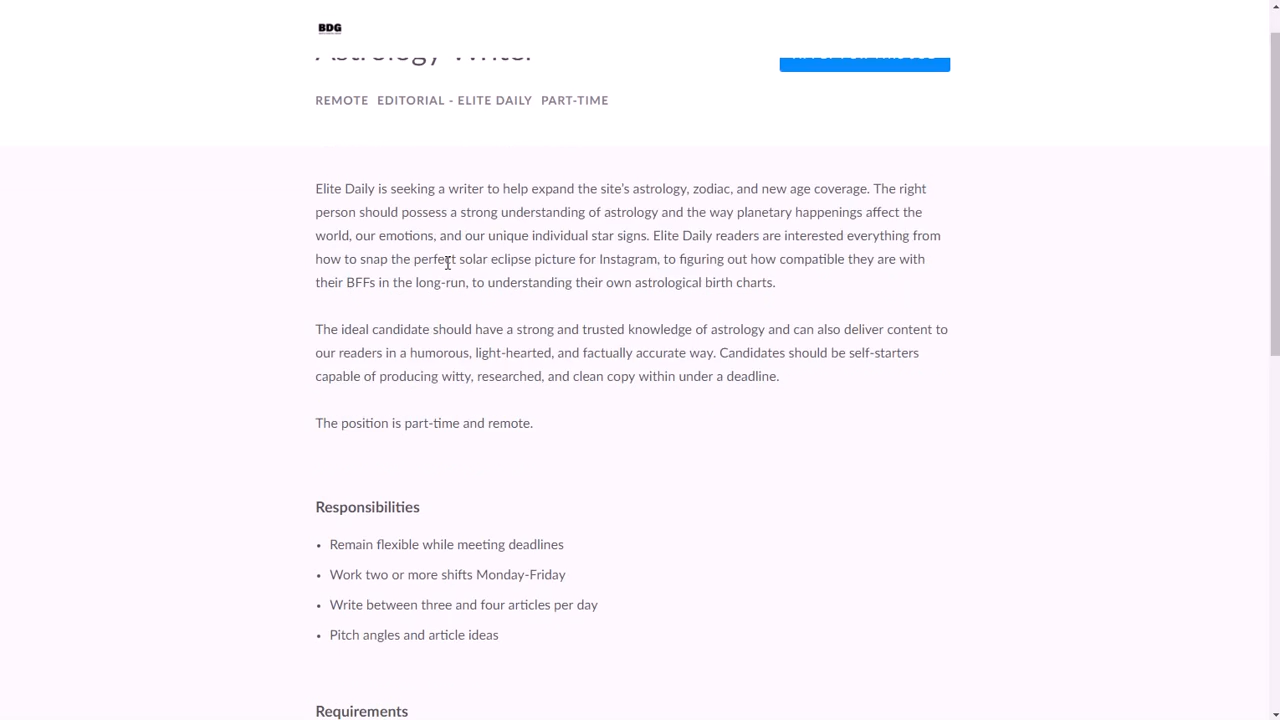 BDG
Astrology Writer
REMOTE EDITORIAL - ELITE DAILY PART-TIME
Elite Daily is seeking a writer to help expand the site's astrology, zodiac, and new age coverage. The right
person should possess a strong understanding of astrology and the way planetary happenings affect the
world, our emotions, and our unique individual star signs. Elite Daily readers are interested everything from
how to snap the perfect solar eclipse picture for Instagram, to figuring out how compatible they are with
their BFFs in the long-run, to understanding their own astrological birth charts.
The ideal candidate should have a strong and trusted knowledge of astrology and can also deliver content to
our readers in a humorous, light-hearted, and factually accurate way. Candidates should be self-starters
capable of producing witty, researched, and clean copy within under a deadline.
The position is part-time and remote.
Responsibilities
• Remain flexible while meeting deadlines
• Work two or more shifts Monday-Friday
• Write between three and four articles per day
• Pitch angles and article ideas
Requirements